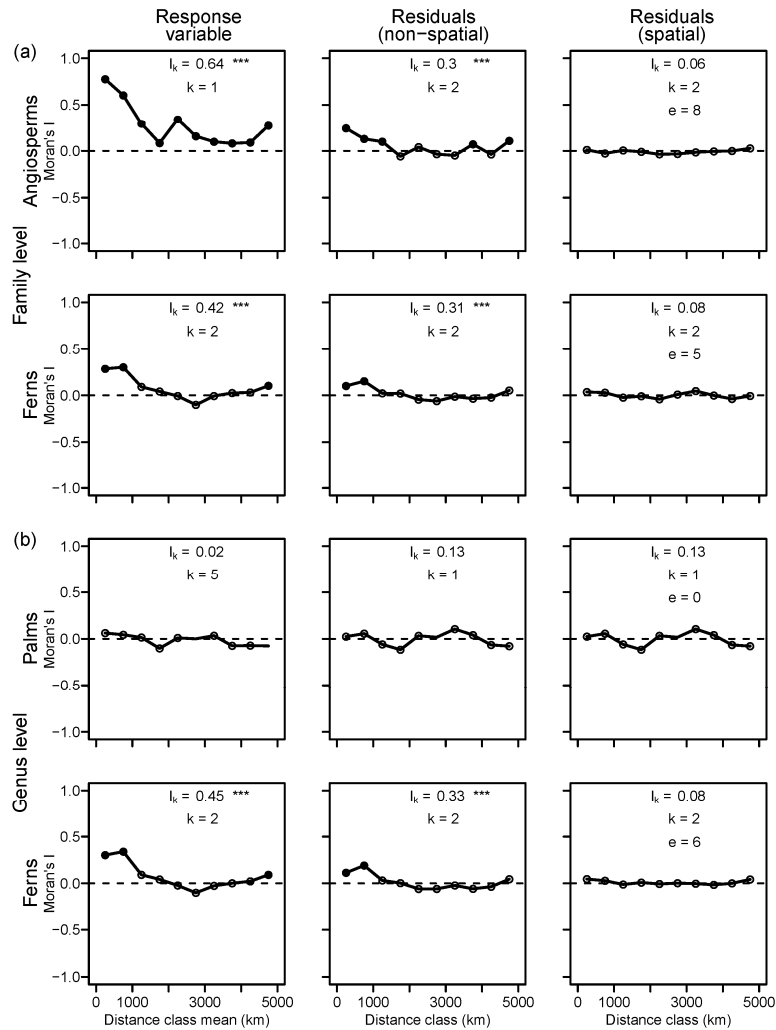 Response variable
Residuals (non−spatial)
Residuals (spatial)
(a)
Family level
Angiosperms
Moran's I
1.0
0.5
0.0
−0.5
−1.0
Ik = 0.64 ***
k = 1
Ik = 0.3 ***
k = 2
Ik = 0.06
k = 2
e = 8
Ferns
Moran's I
1.0
0.5
0.0
−0.5
−1.0
Ik = 0.42 ***
k = 2
Ik = 0.31 ***
k = 2
Ik = 0.08
k = 2
e = 5
(b)
Genus level
Palms
Moran's I
1.0
0.5
0.0
−0.5
−1.0
Ik = 0.02
k = 5
Ik = 0.13
k = 1
Ik = 0.13
k = 1
e = 0
Ferns
Moran's I
1.0
0.5
0.0
−0.5
−1.0
Ik = 0.45 ***
k = 2
Ik = 0.33 ***
k = 2
Ik = 0.08
k = 2
e = 6
0 1000 3000 5000
Distance class mean (km)
0 1000 3000 5000
Distance class (km)
0 1000 3000 5000
Distance class mean (km)